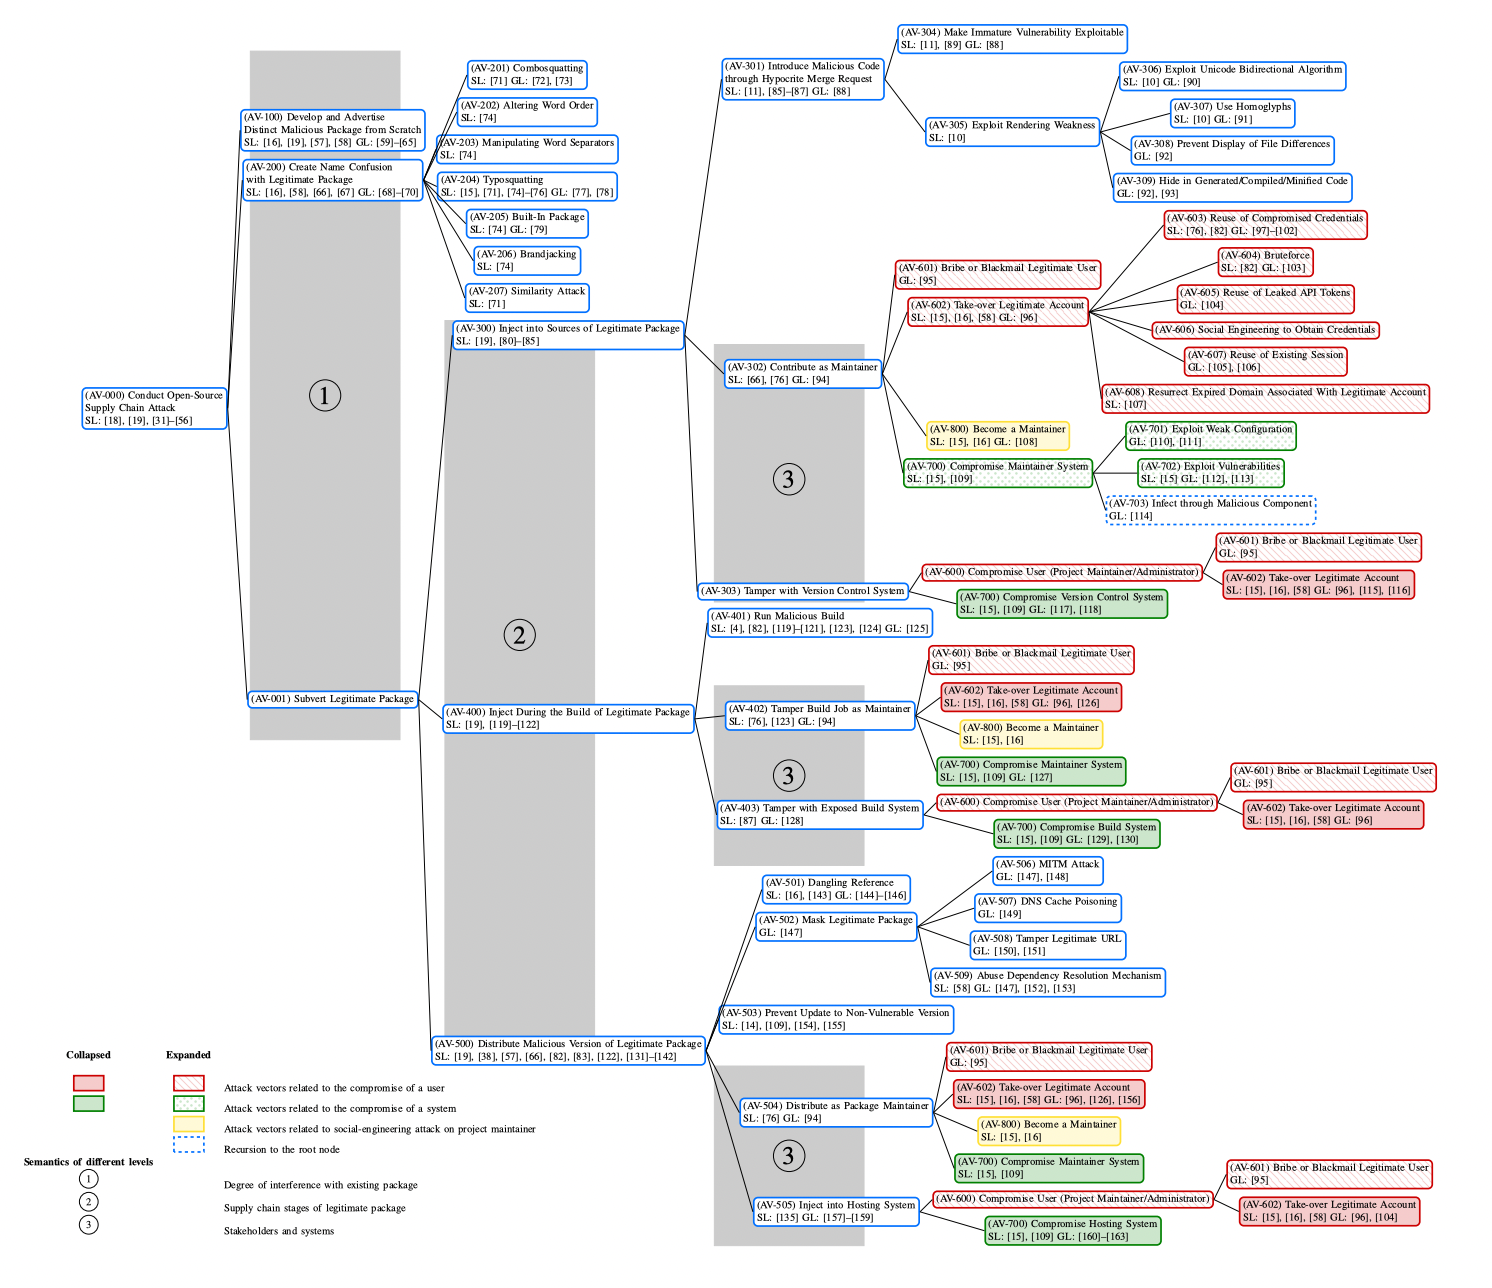 (AV-000) Conduct Open-Source
Supply Chain Attack
SL: [18], [19], [31]–[56]
(AV-100) Develop and Advertise
Distinct Malicious Package from Scratch
SL: [16], [19], [57], [58] GL: [59]–[65]
(AV-200) Create Name Confusion
with Legitimate Package
SL: [16], [58], [66], [67] GL: [68]–[70]
(AV-201) Combosquatting
SL: [71] GL: [72], [73]
(AV-202) Altering Word Order
SL: [74]
(AV-203) Manipulating Word Separators
SL: [74]
(AV-204) Typosquatting
SL: [15], [71], [74]–[76] GL: [77], [78]
(AV-205) Built-In Package
SL: [74] GL: [79]
(AV-206) Brandjacking
SL: [74]
(AV-207) Similarity Attack
SL: [71]
1
(AV-001) Subvert Legitimate Package
2
(AV-300) Inject into Sources of Legitimate Package
SL: [19], [80]–[85]
(AV-301) Introduce Malicious Code
through Hypocrite Merge Request
SL: [11], [85]–[87] GL: [88]
(AV-304) Make Immature Vulnerability Exploitable
SL: [11], [89] GL: [88]
(AV-305) Exploit Rendering Weakness
SL: [10]
(AV-306) Exploit Unicode Bidirectional Algorithm
SL: [10] GL: [90]
(AV-307) Use Homoglyphs
SL: [10] GL: [91]
(AV-308) Prevent Display of File Differences
GL: [92]
(AV-309) Hide in Generated/Compiled/Minified Code
GL: [92], [93]
(AV-302) Contribute as Maintainer
SL: [66], [76] GL: [94]
3
(AV-601) Bribe or Blackmail Legitimate User
GL: [95]
(AV-602) Take-over Legitimate Account
SL: [15], [16], [58] GL: [96]
(AV-603) Reuse of Compromised Credentials
SL: [76], [82] GL: [97]–[102]
(AV-604) Bruteforce
SL: [82] GL: [103]
(AV-605) Reuse of Leaked API Tokens
GL: [104]
(AV-606) Social Engineering to Obtain Credentials
(AV-607) Reuse of Existing Session
GL: [105], [106]
(AV-608) Resurrect Expired Domain Associated With Legitimate Account
SL: [107]
(AV-800) Become a Maintainer
SL: [15], [16] GL: [108]
(AV-700) Compromise Maintainer System
SL: [15], [109]
(AV-701) Exploit Weak Configuration
GL: [110], [111]
(AV-702) Exploit Vulnerabilities
SL: [15] GL: [112], [113]
(AV-703) Infect through Malicious Component
GL: [114]
(AV-303) Tamper with Version Control System
(AV-600) Compromise User (Project Maintainer/Administrator)
(AV-601) Bribe or Blackmail Legitimate User
GL: [95]
(AV-602) Take-over Legitimate Account
SL: [15], [16], [58] GL: [96], [115], [116]
(AV-700) Compromise Version Control System
SL: [15], [109] GL: [117], [118]
(AV-400) Inject During the Build of Legitimate Package
SL: [19], [119]–[122]
(AV-401) Run Malicious Build
SL: [4], [82], [119]–[121], [123], [124] GL: [125]
(AV-402) Tamper Build Job as Maintainer
SL: [76], [123] GL: [94]
3
(AV-601) Bribe or Blackmail Legitimate User
GL: [95]
(AV-602) Take-over Legitimate Account
SL: [15], [16], [58] GL: [96], [126]
(AV-800) Become a Maintainer
SL: [15], [16]
(AV-700) Compromise Maintainer System
SL: [15], [109] GL: [127]
(AV-403) Tamper with Exposed Build System
SL: [87] GL: [128]
(AV-600) Compromise User (Project Maintainer/Administrator)
(AV-601) Bribe or Blackmail Legitimate User
GL: [95]
(AV-602) Take-over Legitimate Account
SL: [15], [16], [58] GL: [96]
(AV-700) Compromise Build System
SL: [15], [109] GL: [129], [130]
(AV-500) Distribute Malicious Version of Legitimate Package
SL: [19], [38], [57], [66], [82], [83], [122], [131]–[142]
(AV-501) Dangling Reference
SL: [16], [143] GL: [144]–[146]
(AV-502) Mask Legitimate Package
GL: [147]
(AV-506) MITM Attack
GL: [147], [148]
(AV-507) DNS Cache Poisoning
GL: [149]
(AV-508) Tamper Legitimate URL
GL: [150], [151]
(AV-509) Abuse Dependency Resolution Mechanism
SL: [58] GL: [147], [152], [153]
(AV-503) Prevent Update to Non-Vulnerable Version
SL: [14], [109], [154], [155]
(AV-504) Distribute as Package Maintainer
SL: [76] GL: [94]
3
(AV-601) Bribe or Blackmail Legitimate User
GL: [95]
(AV-602) Take-over Legitimate Account
SL: [15], [16], [58] GL: [96], [126], [156]
(AV-800) Become a Maintainer
SL: [15], [16]
(AV-700) Compromise Maintainer System
SL: [15], [109]
(AV-505) Inject into Hosting System
SL: [135] GL: [157]–[159]
(AV-600) Compromise User (Project Maintainer/Administrator)
(AV-601) Bribe or Blackmail Legitimate User
GL: [95]
(AV-602) Take-over Legitimate Account
SL: [15], [16], [58] GL: [96], [104]
(AV-700) Compromise Hosting System
SL: [15], [109] GL: [160]–[163]
Collapsed Expanded
Attack vectors related to the compromise of a user
Attack vectors related to the compromise of a system
Attack vectors related to social-engineering attack on project maintainer
Recursion to the root node
Semantics of different levels
1 Degree of interference with existing package
2 Supply chain stages of legitimate package
3 Stakeholders and systems